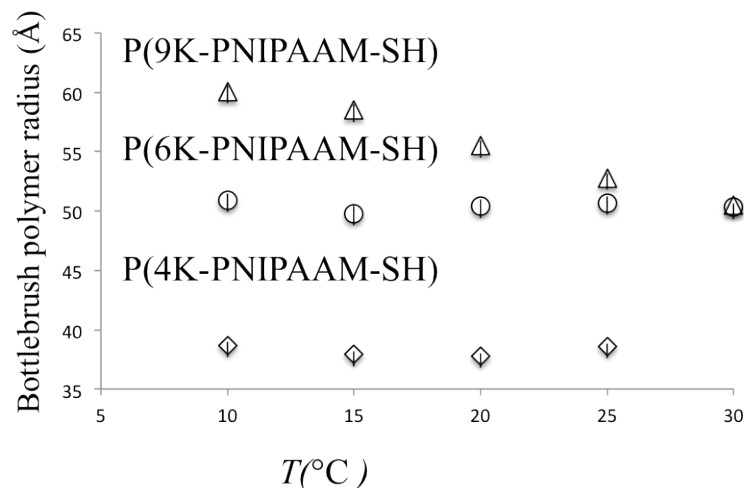 Bottlebrush polymer radius (Å)
65
60
55
50
45
40
35
P(9K-PNIPAAM-SH)
P(6K-PNIPAAM-SH)
P(4K-PNIPAAM-SH)
5 10 15 20 25 30
T(°C )